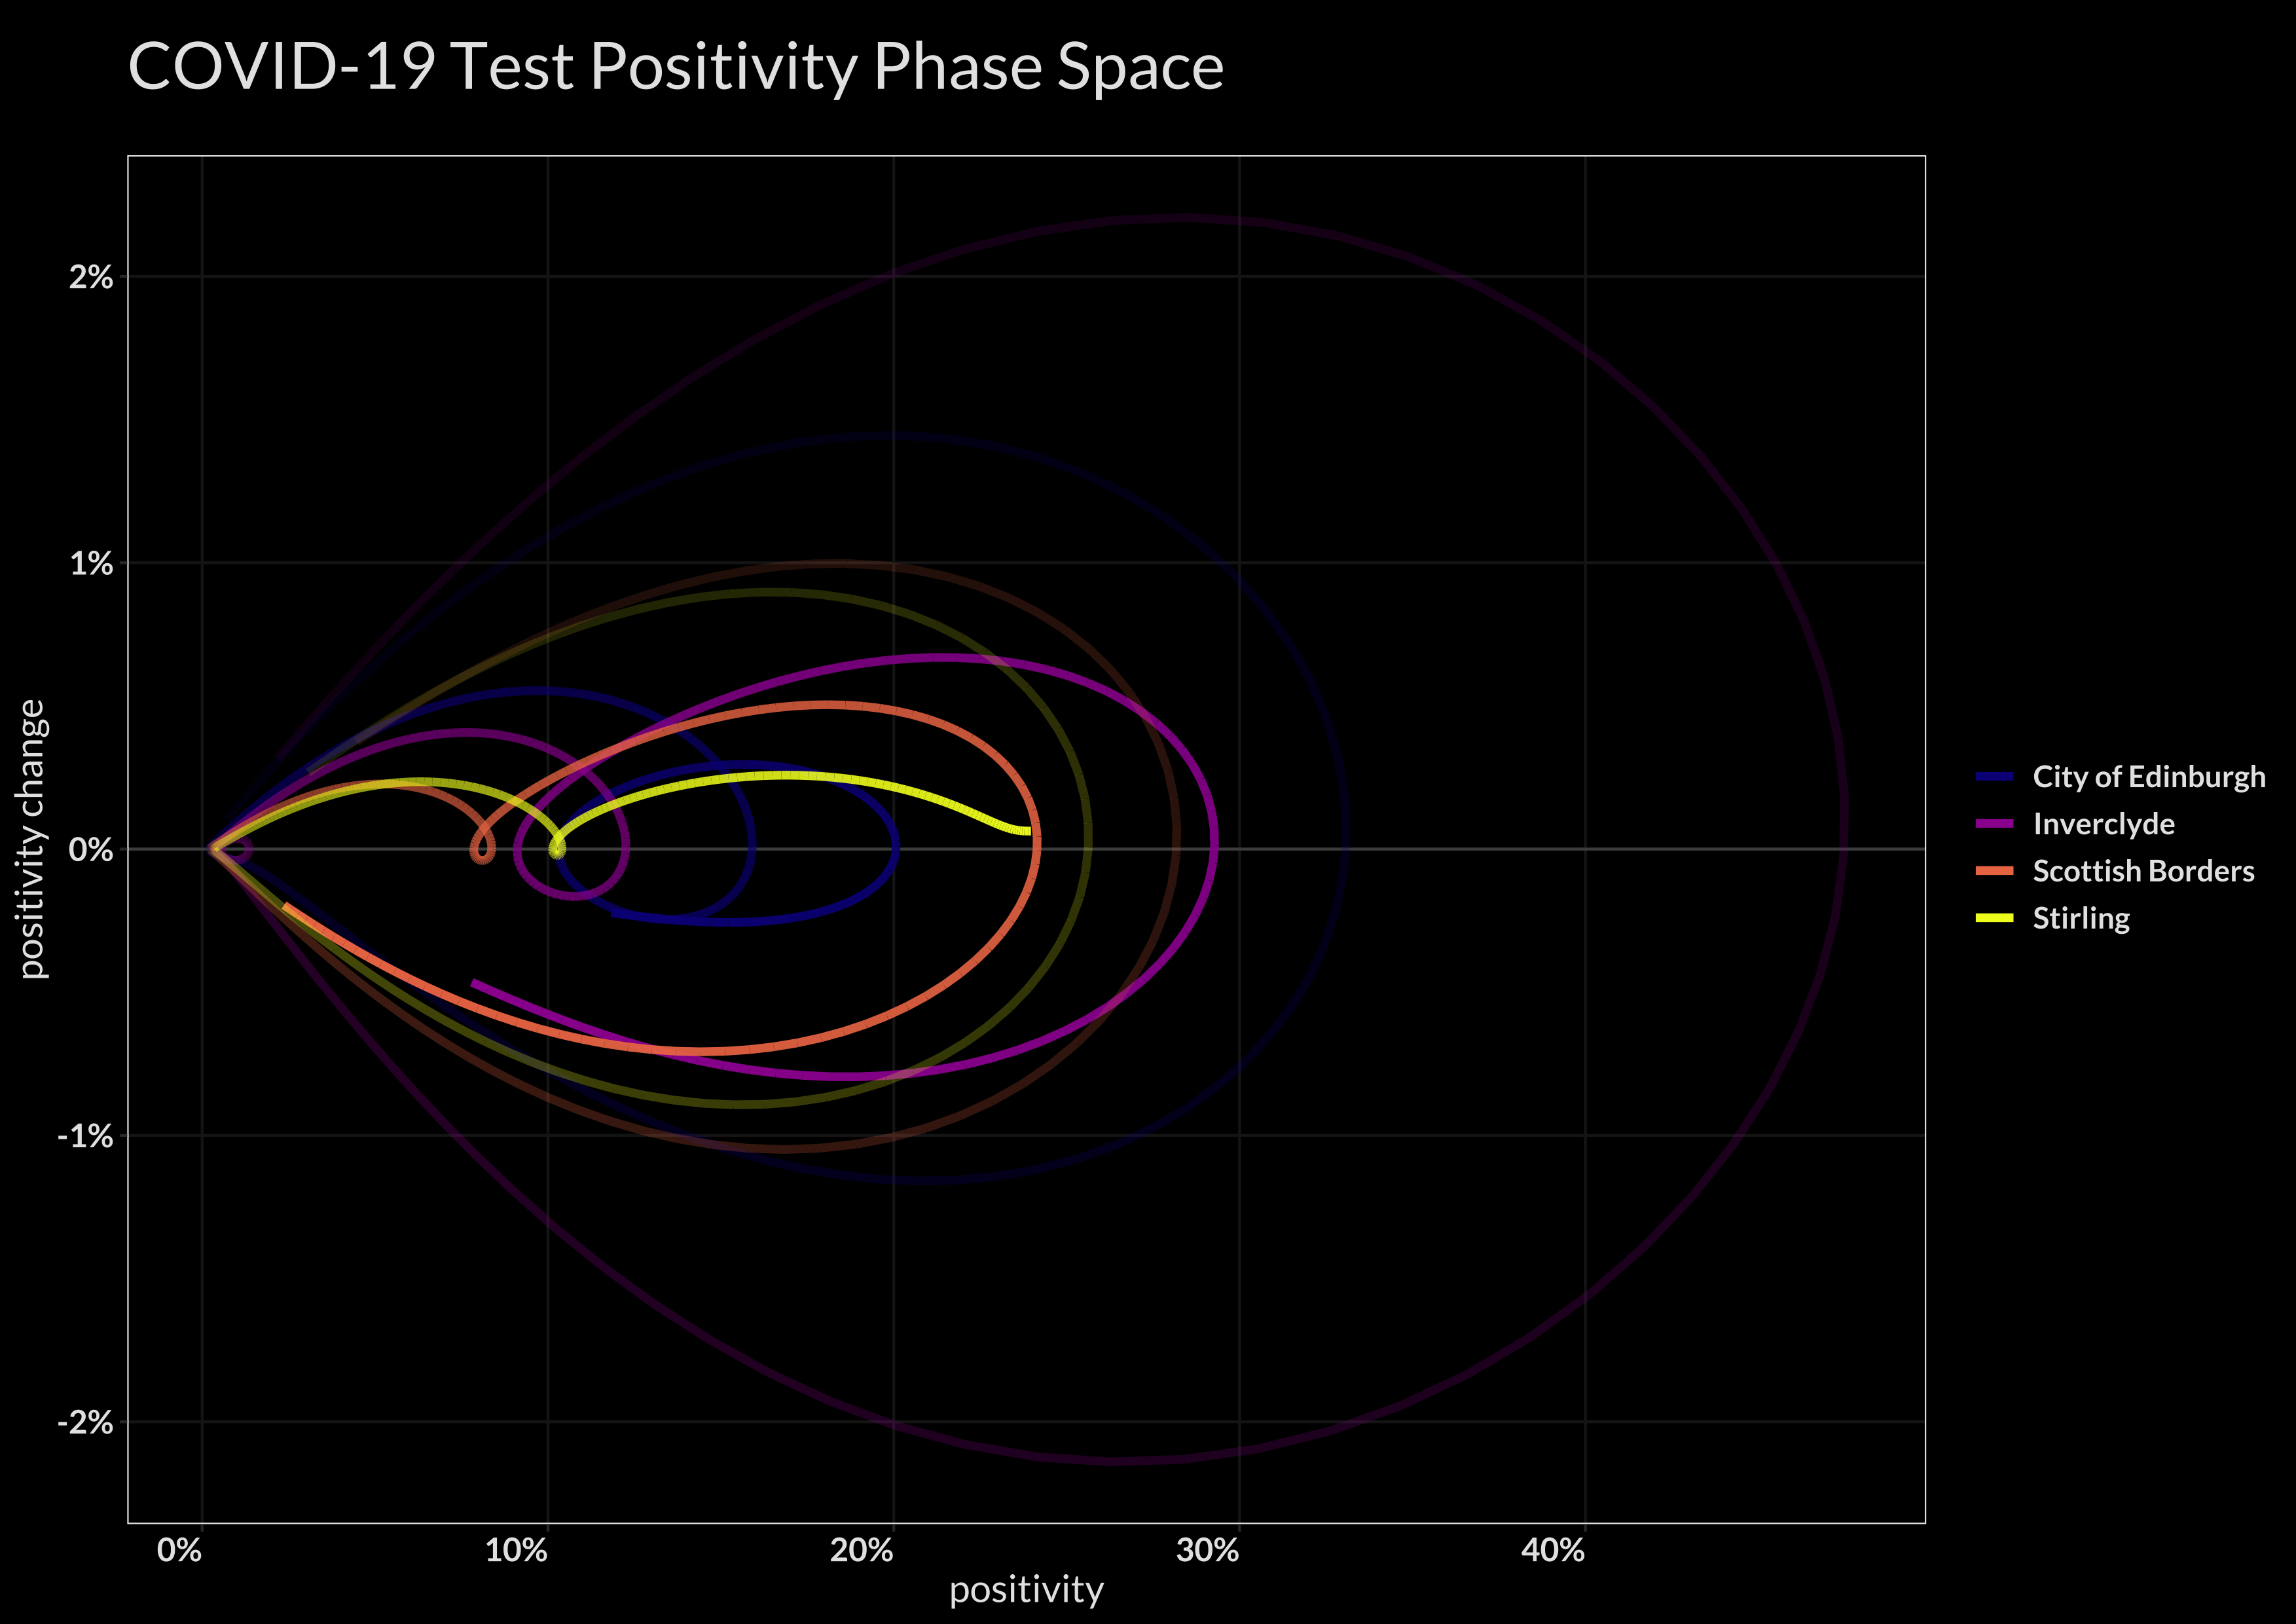 COVID-19 Test Positivity Phase Space
positivity change
2%
1%
0%
-1%
-2%
0%
10%
20%
30%
40%
positivity
City of Edinburgh
Inverclyde
Scottish Borders
Stirling